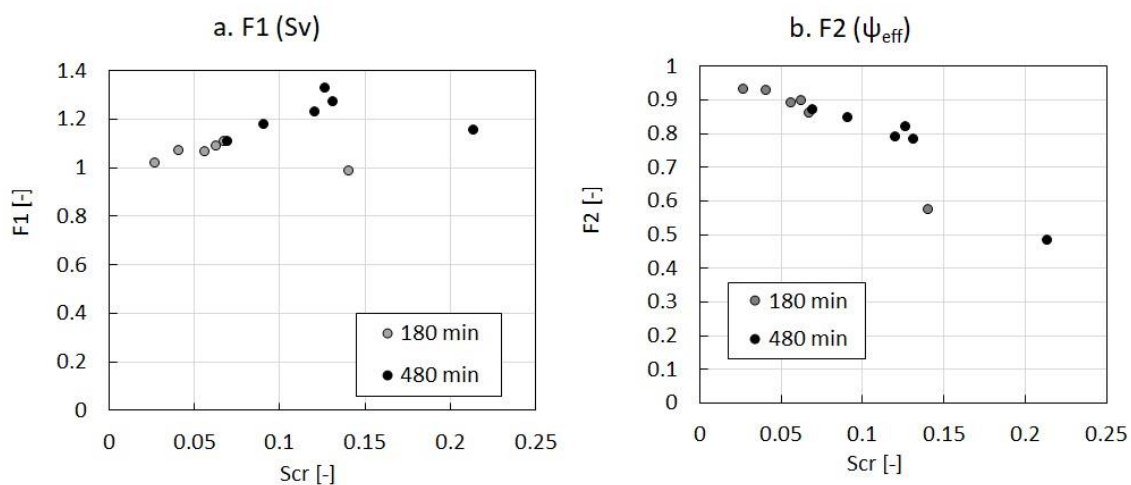 a. F1 (Sv)
1.4
1.2
1
0.8
0.6
0.4
0.2
0
F1 [-]
180 min
480 min
0 0.05 0.1 0.15 0.2 0.25
Scr [-]
b. F2 (ψeff)
1
0.9
0.8
0.7
0.6
0.5
0.4
0.3
0.2
0.1
0
F2 [-]
180 min
480 min
0 0.05 0.1 0.15 0.2 0.25
Scr [-]